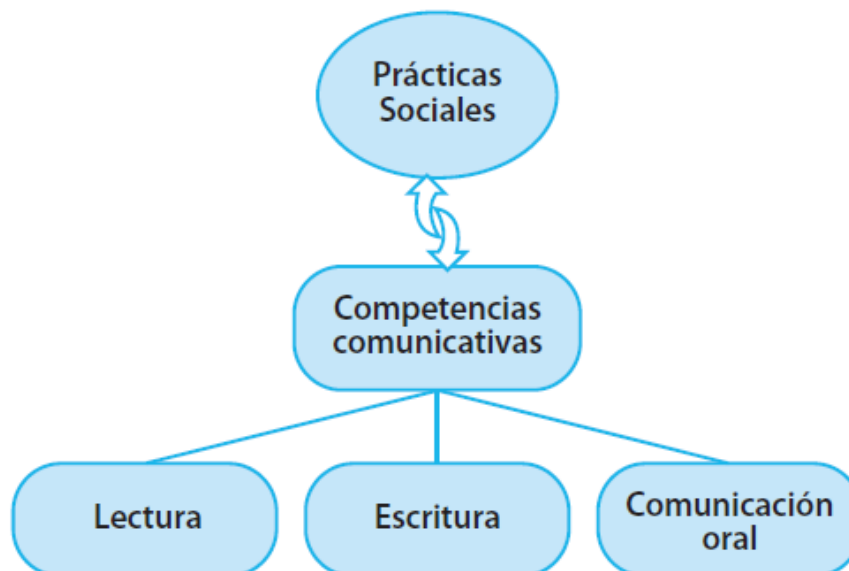 Prácticas
Sociales
Competencias
comunicativas
Lectura
Escritura
Comunicación
oral